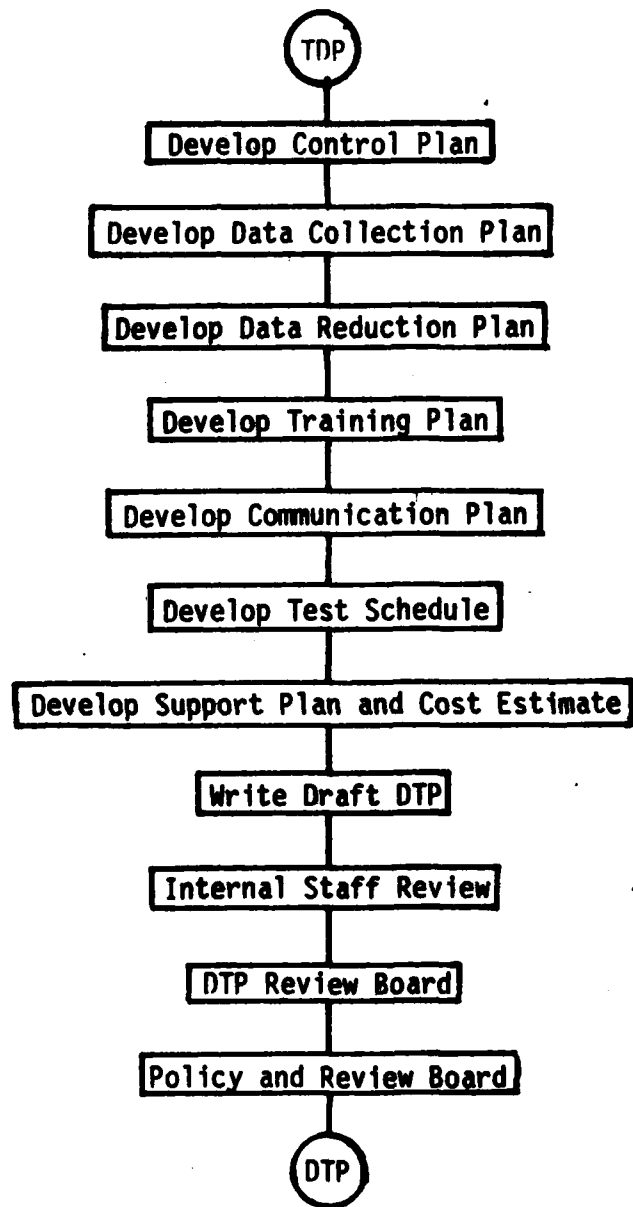 TDP
Develop Control Plan
Develop Data Collection Plan
Develop Data Reduction Plan
Develop Training Plan
Develop Communication Plan
Develop Test Schedule
Develop Support Plan and Cost Estimate
Write Draft DTP
Internal Staff Review
DTP Review Board
Policy and Review Board
DTP